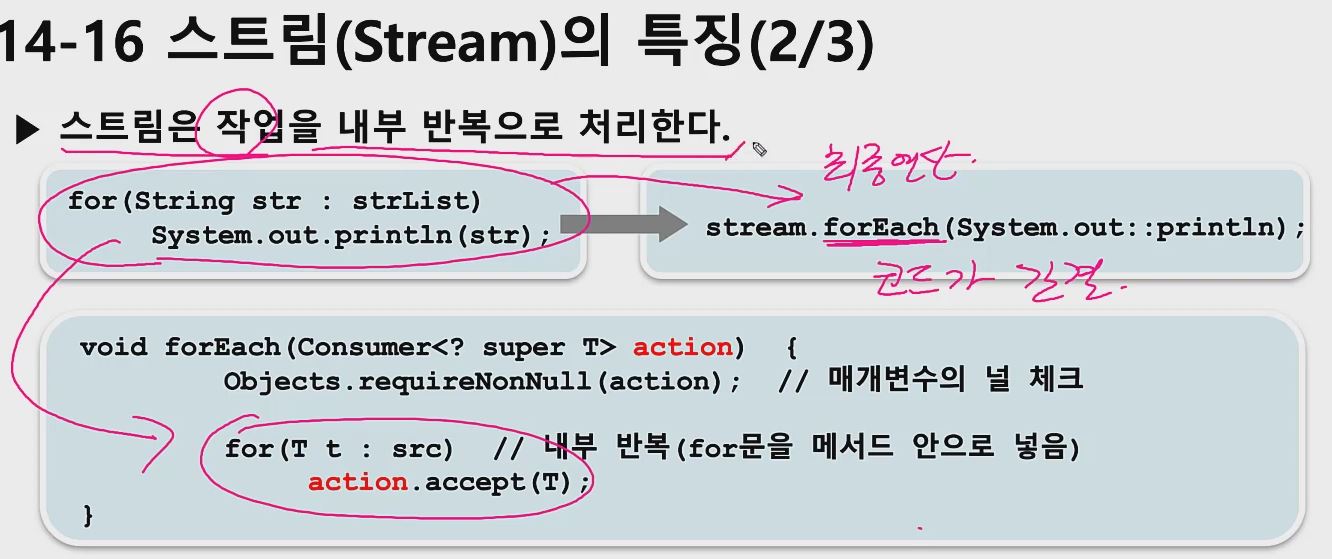 14-16 스트림(Stream)의 특징(2/3)
▶ 스트림은 작업을 내부 반복으로 처리한다.
최종연산.
for(String str : strList)
System.out.println(str);
stream.forEach(System.out::println);
코드가 간결.
void forEach(Consumer<? super T> action) {
Objects.requireNonNull(action); // 매개변수의 널 체크
for(T t : src) // 내부 반복(for문을 메서드 안으로 넣음)
action.accept(T);
}